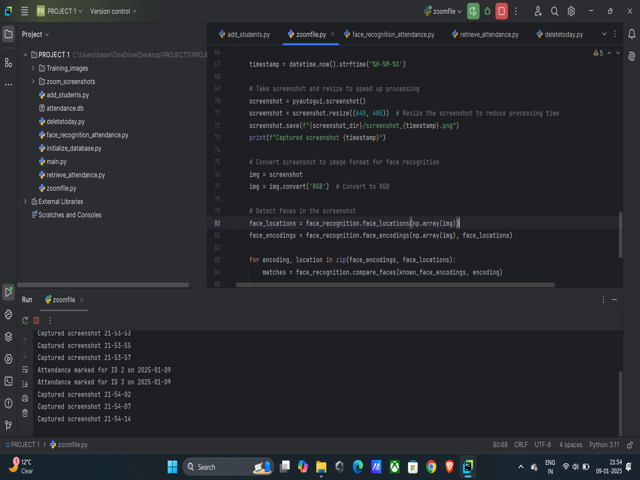 PR PROJECT 1 Version control zoomfile
Project
add_students.py zoomfile.py face_recognition_attendance.py retrieve_attendance.py deletetoday.py
PROJECT 1
Training_images
zoom_screenshots
add_students.py
attendance.db
deletetoday.py
face_recognition_attendance.py
initialize_database.py
main.py
retrieve_attendance.py
zoomfile.py
External Libraries
Scratches and Consoles
5
66
67 timestamp = datetime.now().strftime('%H-%M-%S')
68
69 # Take screenshot and resize to speed up processing
70 screenshot = pyautogui.screenshot()
71 screenshot = screenshot.resize((640, 480)) # Resize the screenshot to reduce processing time
72 screenshot.save(f"{screenshot_dir}/screenshot_{timestamp}.png")
73 print(f"Captured screenshot {timestamp}")
74
75 # Convert screenshot to image format for face recognition
76 img = screenshot
77 img = img.convert('RGB') # Convert to RGB
78
79 # Detect faces in the screenshot
80 face_locations = face_recognition.face_locations(np.array(img))
81 face_encodings = face_recognition.face_encodings(np.array(img), face_locations)
82
83 for encoding, location in zip(face_encodings, face_locations):
84 matches = face_recognition.compare_faces(known_face_encodings, encoding)
Run zoomfile
Captured screenshot 21-53-53
Captured screenshot 21-53-55
Captured screenshot 21-53-57
Attendance marked for ID 2 on 2025-01-09
Attendance marked for ID 3 on 2025-01-09
Captured screenshot 21-54-02
Captured screenshot 21-54-07
Captured screenshot 21-54-14
PROJECT 1 > zoomfile.py 80:68 CRLF UTF-8 4 spaces Python 3.11
12°C
Clear
Search
ENG
IN
21:54
09-01-2025